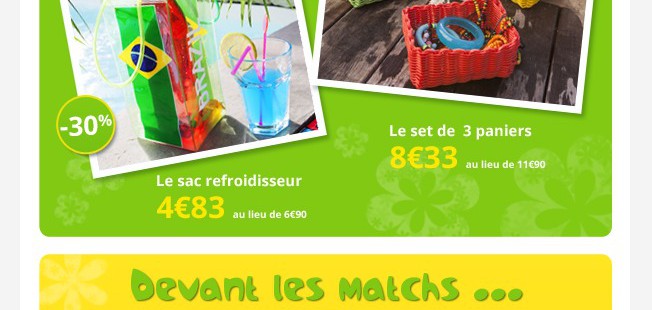 BRAZIL
-30%
Le set de 3 paniers
8€33 au lieu de 11€90
Le sac refroidisseur
4€83 au lieu de 6€90
Devant les matchs ...